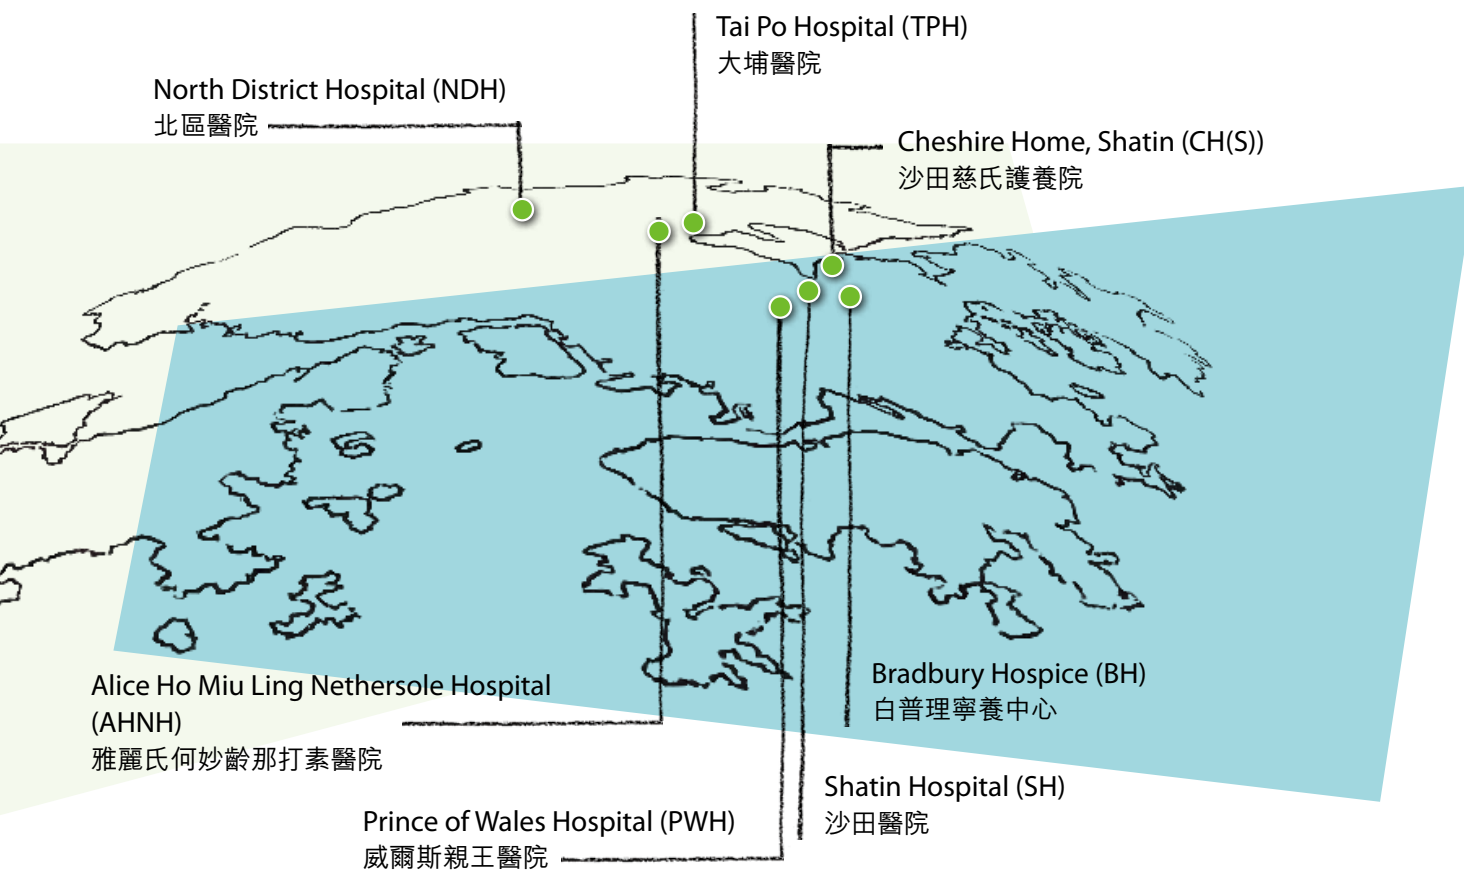 Tai Po Hospital (TPH)
大埔醫院
North District Hospital (NDH)
北區醫院
Cheshire Home, Shatin (CH(S))
沙田慈氏護養院
Alice Ho Miu Ling Nethersole Hospital
(AHNH)
雅麗氏何妙齡那打素醫院
Bradbury Hospice (BH)
白普理寧養中心
Shatin Hospital (SH)
沙田醫院
Prince of Wales Hospital (PWH)
威爾斯親王醫院